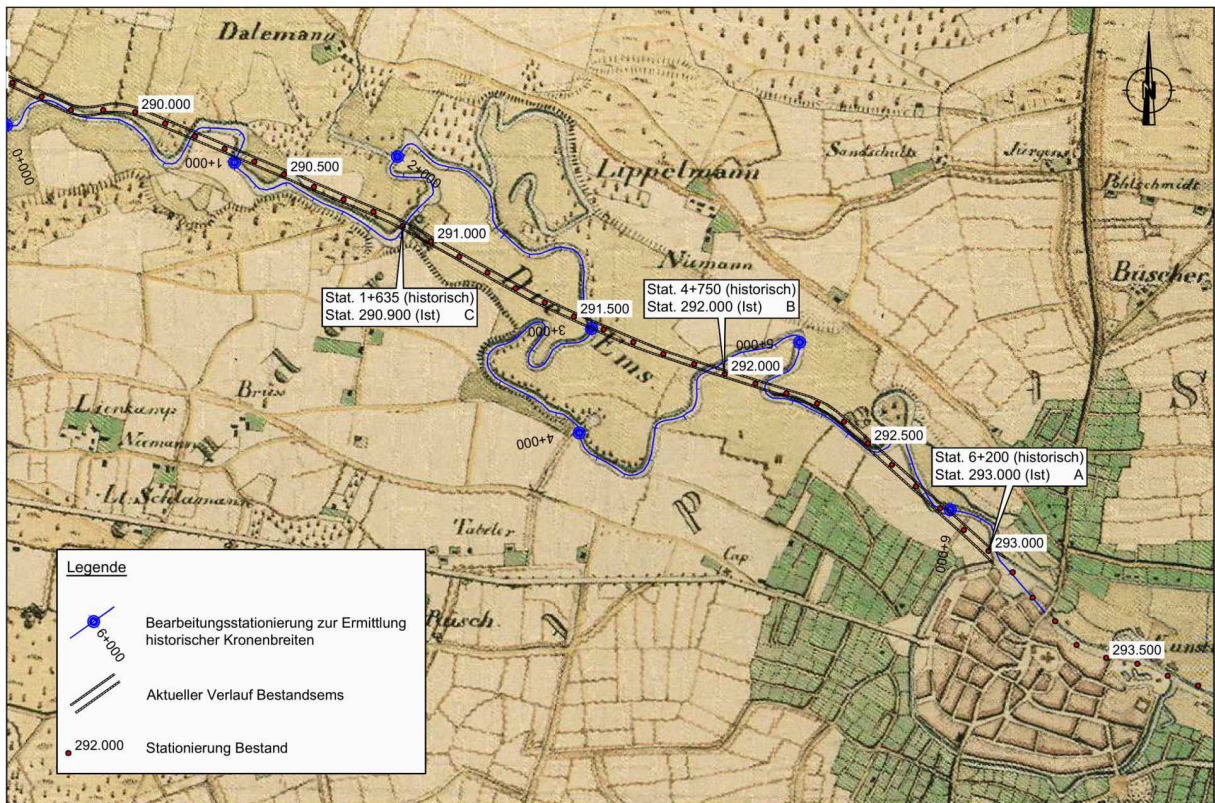 Dalemann
290.000
0+000
1+000
290.500
2+000
Lippelmann
Sandschulte
Jürgens
Pohlschmidt
291.000
Niemann
Büscher
Stat. 1+635 (historisch)
Stat. 290.900 (Ist) C
Die Ems
291.500
3+000
Stat. 4+750 (historisch)
Stat. 292.000 (Ist) B
5+000
292.000
S
Brüss
Niemann
4+000
292.500
Stat. 6+200 (historisch)
Stat. 293.000 (Ist) A
Tabeler
Cap.
P
6+000
293.000
Rusch
293.500
Legende
6+000
Bearbeitungsstationierung zur Ermittlung
historischer Kronenbreiten
Aktueller Verlauf Bestandsems
292.000
Stationierung Bestand